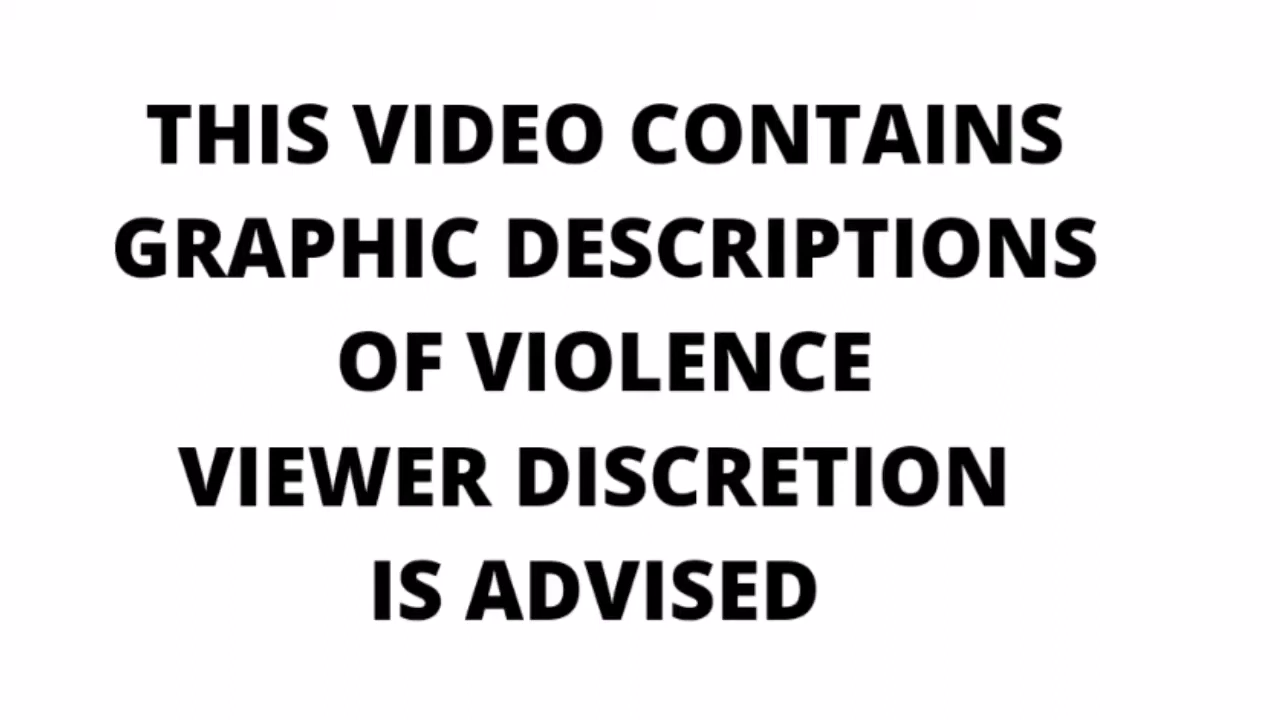 THIS VIDEO CONTAINS
GRAPHIC DESCRIPTIONS
OF VIOLENCE
VIEWER DISCRETION
IS ADVISED